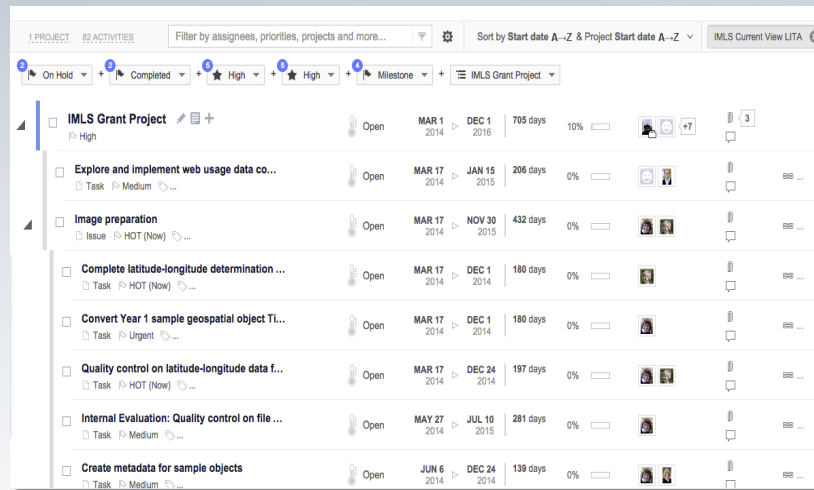 1 PROJECT 82 ACTIVITIES Filter by assignees, priorities, projects and more... Sort by Start date A→Z & Project Start date A→Z IMLS Current View LITA
2 On Hold + 2 Completed + 5 High + 5 High + 4 Milestone + IMLS Grant Project
IMLS Grant Project Open MAR 1 2014 DEC 1 2016 705 days 10% +7 3
High
Explore and implement web usage data co... Open MAR 17 2014 JAN 15 2015 206 days 0% ...
Task Medium ...
Image preparation Open MAR 17 2014 NOV 30 2015 432 days 0% ...
Issue HOT (Now) ...
Complete latitude-longitude determination ... Open MAR 17 2014 DEC 1 2014 180 days 0% ...
Task HOT (Now) ...
Convert Year 1 sample geospatial object Ti... Open MAR 17 2014 DEC 1 2014 180 days 0% ...
Task Urgent ...
Quality control on latitude-longitude data f... Open MAR 17 2014 DEC 24 2014 197 days 0% ...
Task HOT (Now) ...
Internal Evaluation: Quality control on file ... Open MAY 27 2014 JUL 10 2015 281 days 0% ...
Task Medium ...
Create metadata for sample objects Open JUN 6 2014 DEC 24 2014 139 days 0% ...
Task Medium ...